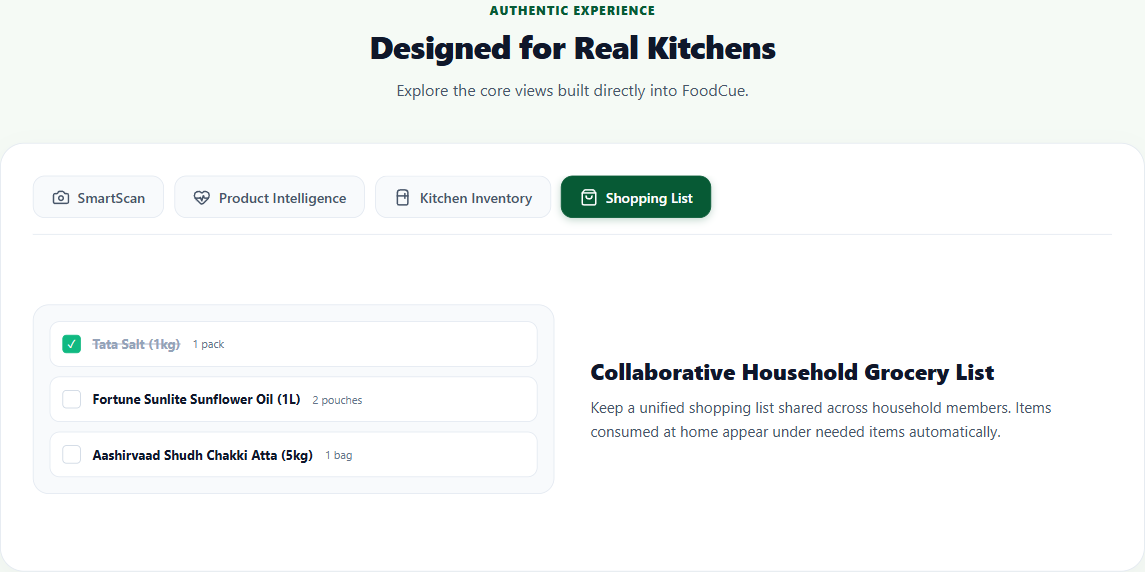 AUTHENTIC EXPERIENCE
Designed for Real Kitchens
Explore the core views built directly into FoodCue.
SmartScan
Product Intelligence
Kitchen Inventory
Shopping List
Tata Salt (1kg) 1 pack
Fortune Sunlite Sunflower Oil (1L) 2 pouches
Aashirvaad Shudh Chakki Atta (5kg) 1 bag
Collaborative Household Grocery List
Keep a unified shopping list shared across household members. Items
consumed at home appear under needed items automatically.